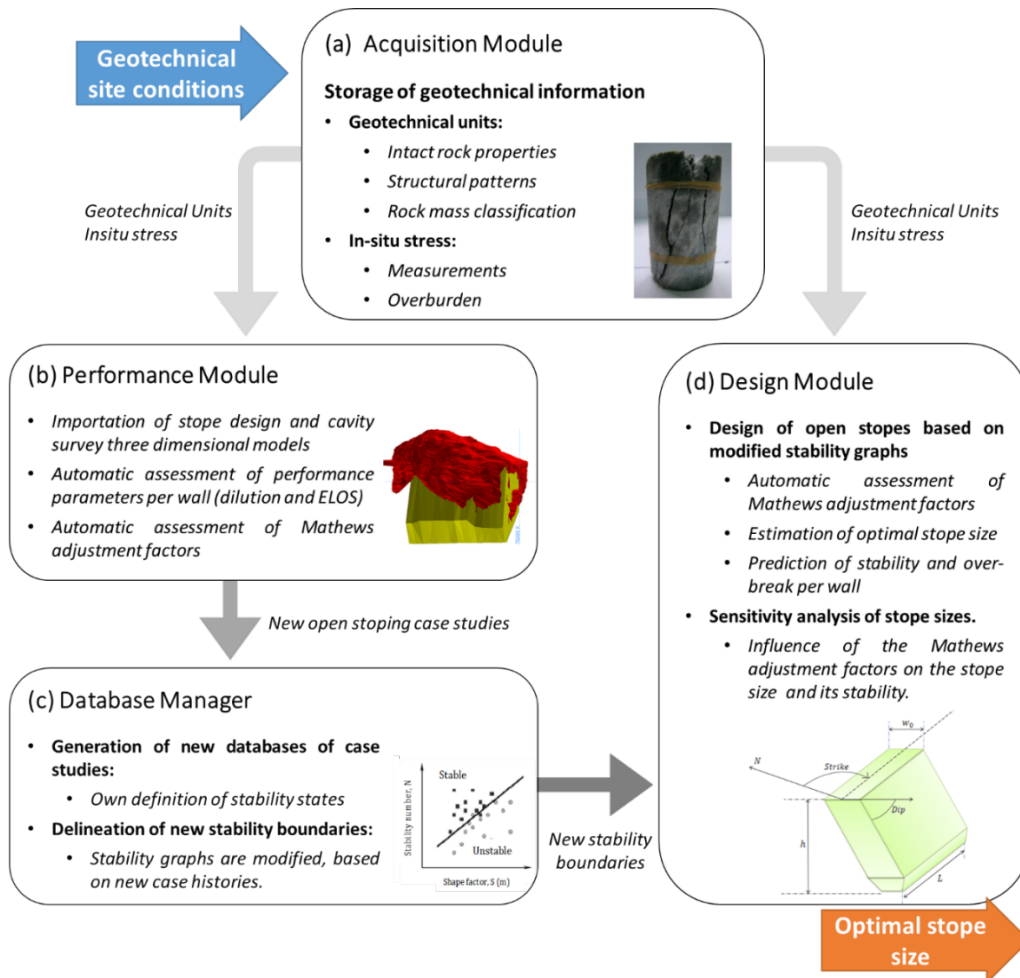 Geotechnical
site conditions
(a) Acquisition Module
Storage of geotechnical information
• Geotechnical units:
• Intact rock properties
• Structural patterns
• Rock mass classification
• In-situ stress:
• Measurements
• Overburden
Geotechnical Units
Insitu stress
Geotechnical Units
Insitu stress
(b) Performance Module
• Importation of stope design and cavity
survey three dimensional models
• Automatic assessment of performance
parameters per wall (dilution and ELOS)
• Automatic assessment of Mathews
adjustment factors
New open stoping case studies
(c) Database Manager
• Generation of new databases of case
studies:
• Own definition of stability states
• Delineation of new stability boundaries:
• Stability graphs are modified, based
on new case histories.
Stability number, N
Stable
Unstable
Shape factor, S (m)
New stability
boundaries
(d) Design Module
• Design of open stopes based on
modified stability graphs
• Automatic assessment of
Mathews adjustment factors
• Estimation of optimal stope size
• Prediction of stability and over-
break per wall
• Sensitivity analysis of stope sizes.
• Influence of the Mathews
adjustment factors on the stope
size and its stability.
w₀
N
Strike
Dip
h
L
Optimal stope
size